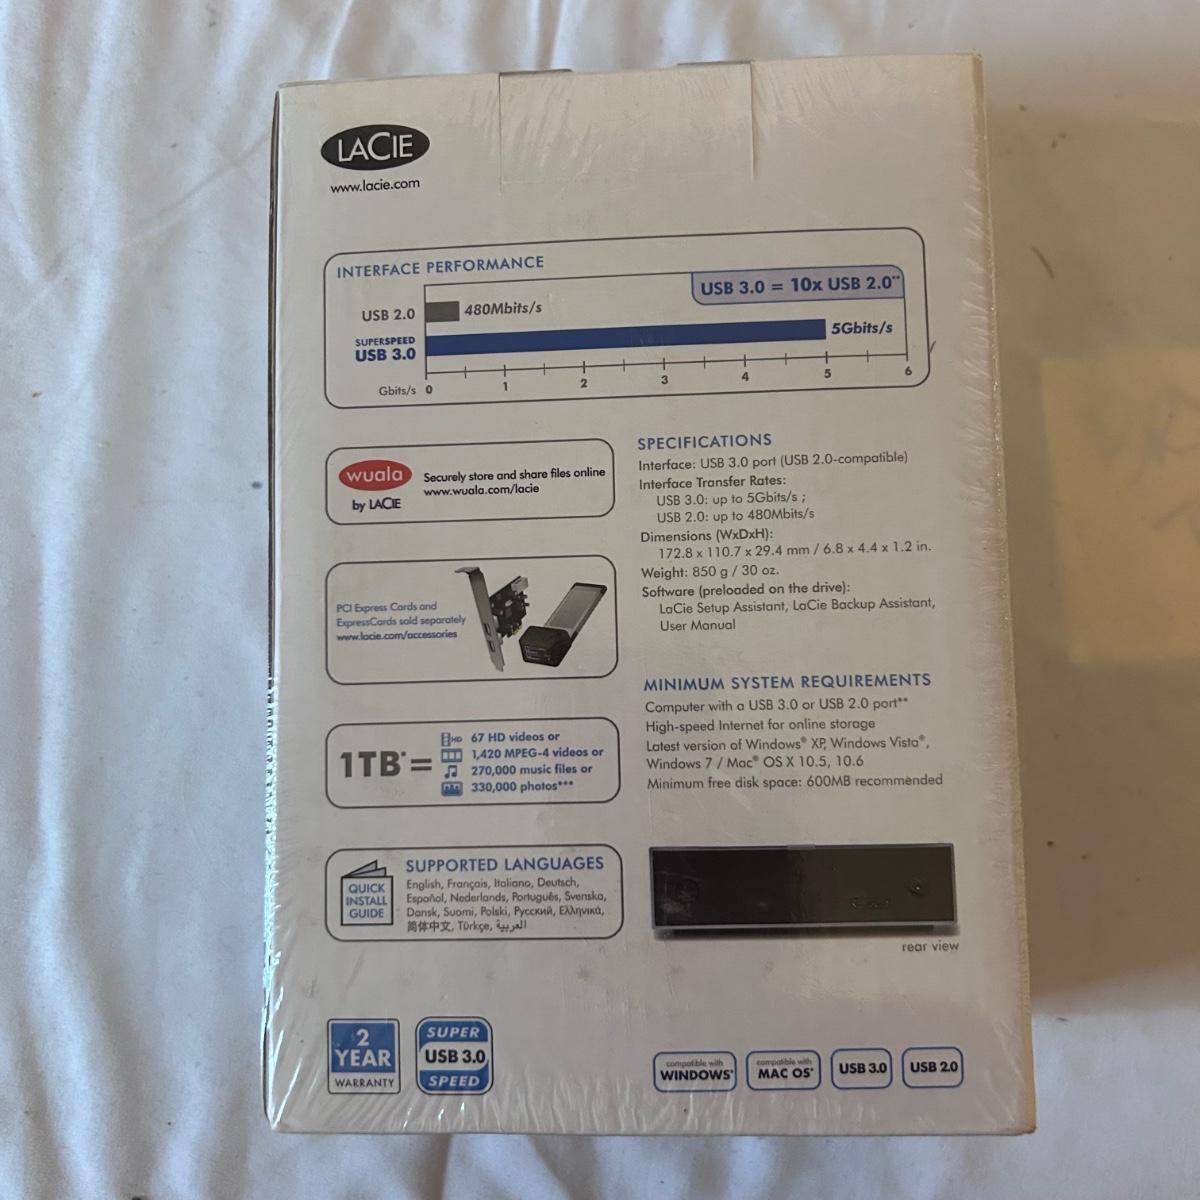 LACIE
www.lacie.com
INTERFACE PERFORMANCE
USB 3.0 = 10x USB 2.0**
USB 2.0
480Mbits/s
SUPERSPEED
USB 3.0
5Gbits/s
Gbits/s 0 1 2 3 4 5 6
wuala
by LACIE
Securely store and share files online
www.wuala.com/lacie
PCI Express Cards and
ExpressCards sold separately
www.lacie.com/accessories
1TB* =
HD 67 HD videos or
1,420 MPEG-4 videos or
270,000 music files or
330,000 photos***
QUICK
INSTALL
GUIDE
SUPPORTED LANGUAGES
English, Français, Italiano, Deutsch,
Español, Nederlands, Português, Svenska,
Dansk, Suomi, Polski, Русский, Ελληνικά,
简体中文, Türkçe, العربية
SPECIFICATIONS
Interface: USB 3.0 port (USB 2.0-compatible)
Interface Transfer Rates:
USB 3.0: up to 5Gbits/s ;
USB 2.0: up to 480Mbits/s
Dimensions (WxDxH):
172.8 x 110.7 x 29.4 mm / 6.8 x 4.4 x 1.2 in.
Weight: 850 g / 30 oz.
Software (preloaded on the drive):
LaCie Setup Assistant, LaCie Backup Assistant,
User Manual
MINIMUM SYSTEM REQUIREMENTS
Computer with a USB 3.0 or USB 2.0 port**
High-speed Internet for online storage
Latest version of Windows® XP, Windows Vista®,
Windows 7 / Mac® OS X 10.5, 10.6
Minimum free disk space: 600MB recommended
rear view
2
YEAR
WARRANTY
SUPER
USB 3.0
SPEED
compatible with
WINDOWS*
compatible with
MAC OS*
USB 3.0
USB 2.0